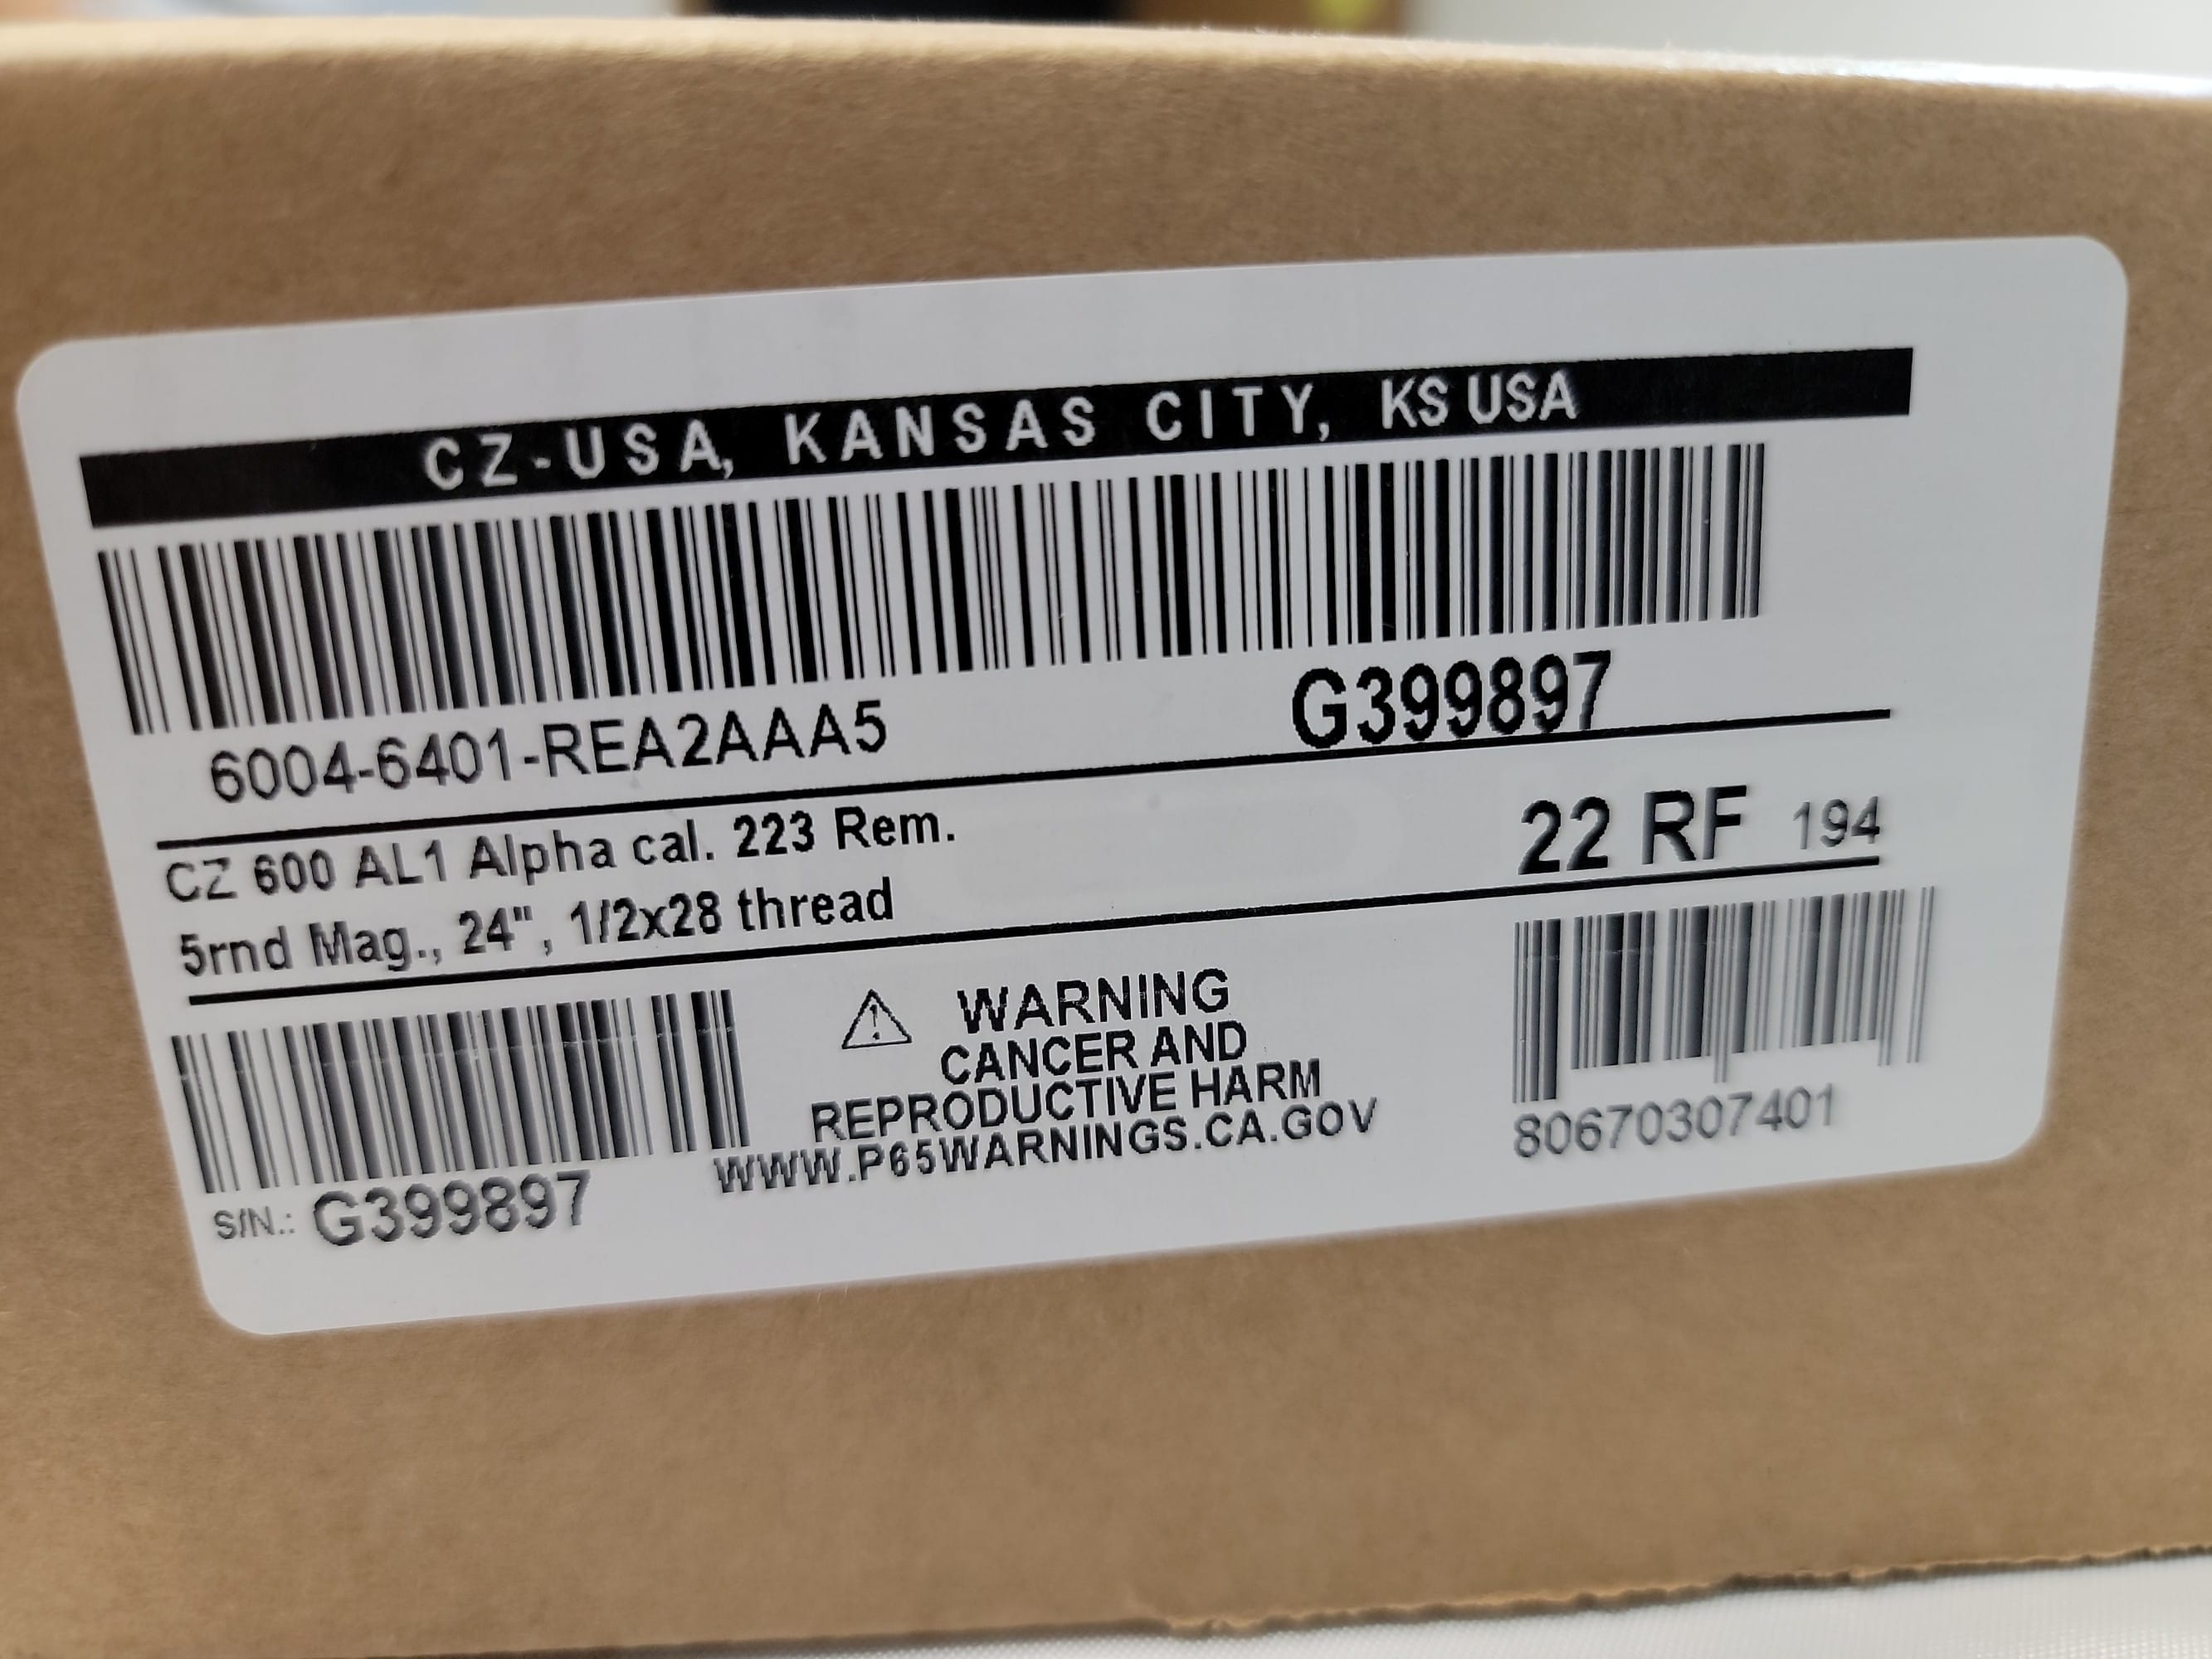 CZ-USA, KANSAS CITY, KS USA
6004-6401-REA2AAA5 G399897
CZ 600 AL1 Alpha cal. 223 Rem.
5rnd Mag., 24", 1/2x28 thread
22 RF 194
WARNING
CANCER AND
REPRODUCTIVE HARM
WWW.P65WARNINGS.CA.GOV
S/N.: G399897
80670307401